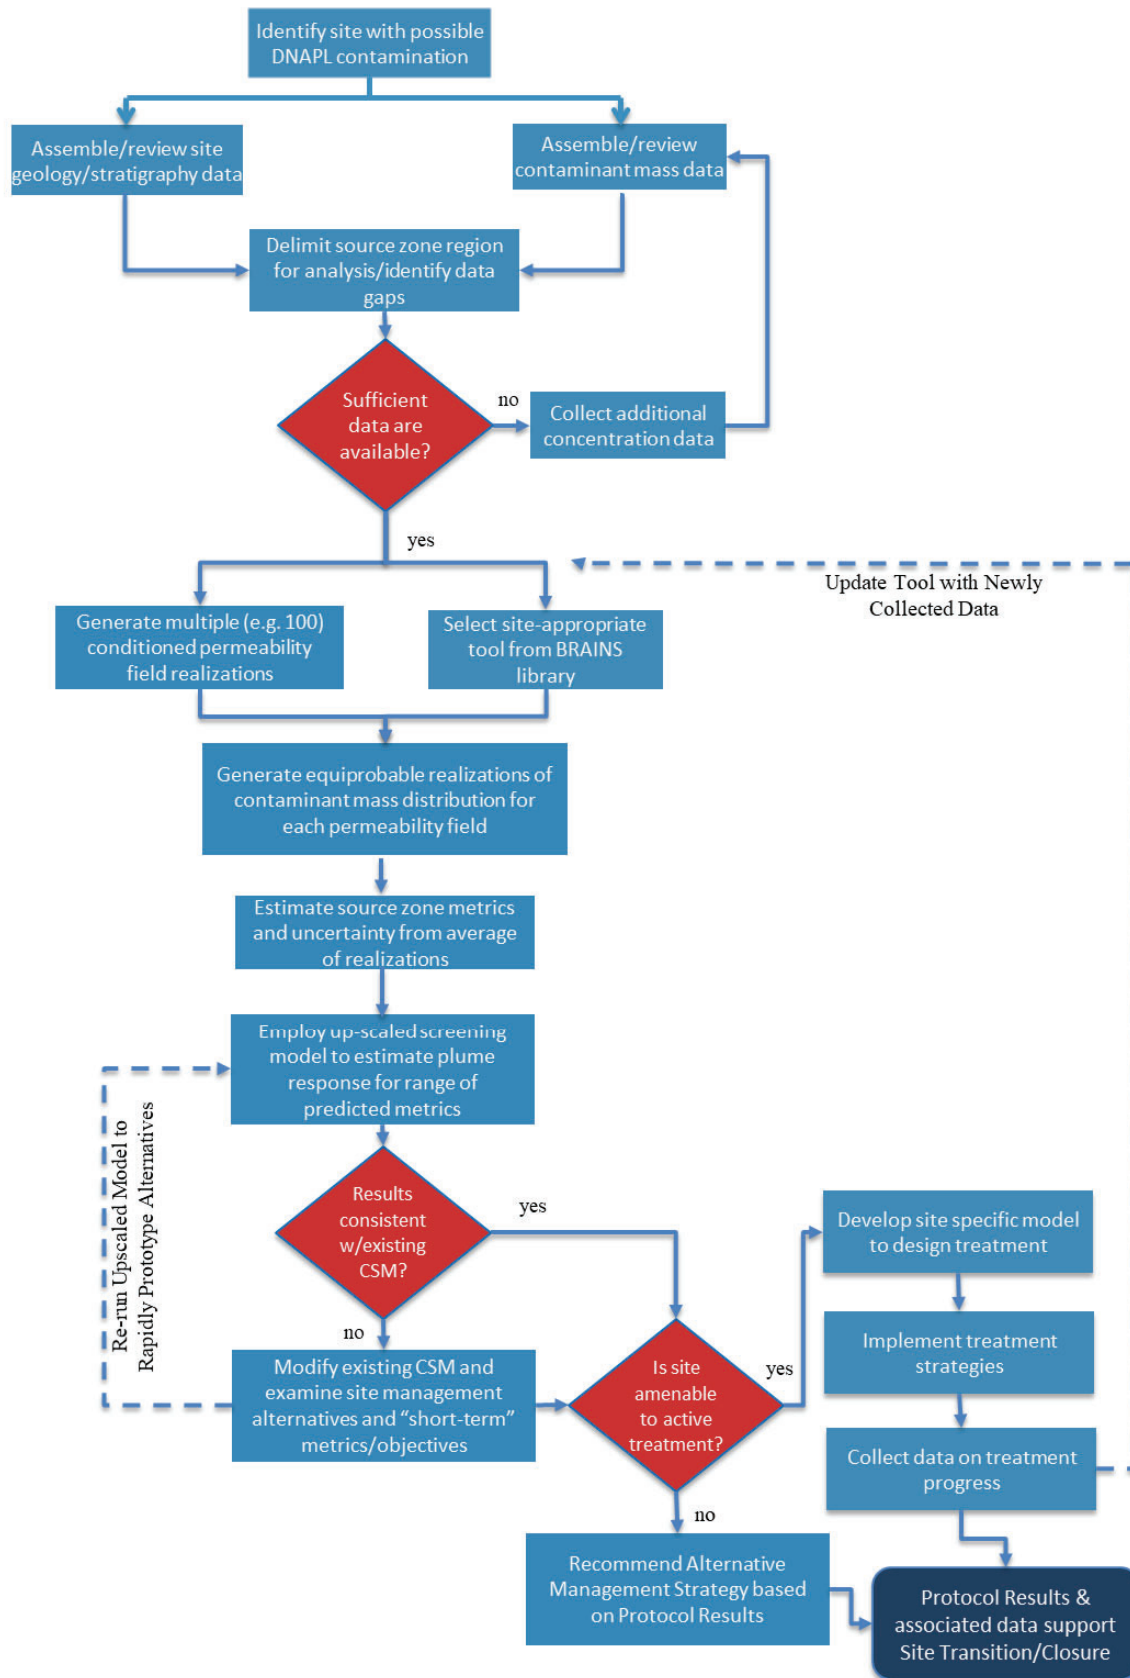 Identify site with possible
DNAPL contamination
Assemble/review site
geology/stratigraphy data
Assemble/review
contaminant mass data
Delimit source zone region
for analysis/identify data
gaps
Sufficient
data are
available?
no
Collect additional
concentration data
yes
Update Tool with Newly
Collected Data
Generate multiple (e.g. 100)
conditioned permeability
field realizations
Select site-appropriate
tool from BRAINS
library
Generate equiprobable realizations of
contaminant mass distribution for
each permeability field
Estimate source zone metrics
and uncertainty from average
of realizations
Employ up-scaled screening
model to estimate plume
response for range of
predicted metrics
Re-run Upscaled Model to
Rapidly Prototype Alternatives
Results
consistent
w/existing
CSM?
yes
no
Modify existing CSM and
examine site management
alternatives and “short-term”
metrics/objectives
Is site
amenable
to active
treatment?
yes
Develop site specific model
to design treatment
Implement treatment
strategies
Collect data on treatment
progress
no
Recommend Alternative
Management Strategy based
on Protocol Results
Protocol Results &
associated data support
Site Transition/Closure